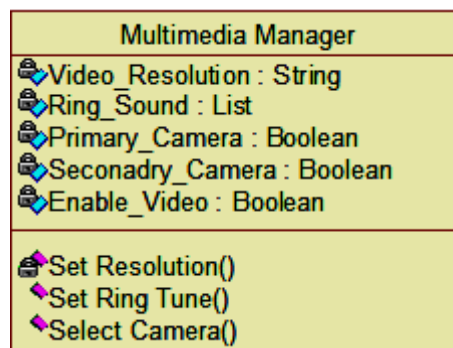 Multimedia Manager
Video_Resolution : String
Ring_Sound : List
Primary_Camera : Boolean
Seconadry_Camera : Boolean
Enable_Video : Boolean
Set Resolution()
Set Ring Tune()
Select Camera()